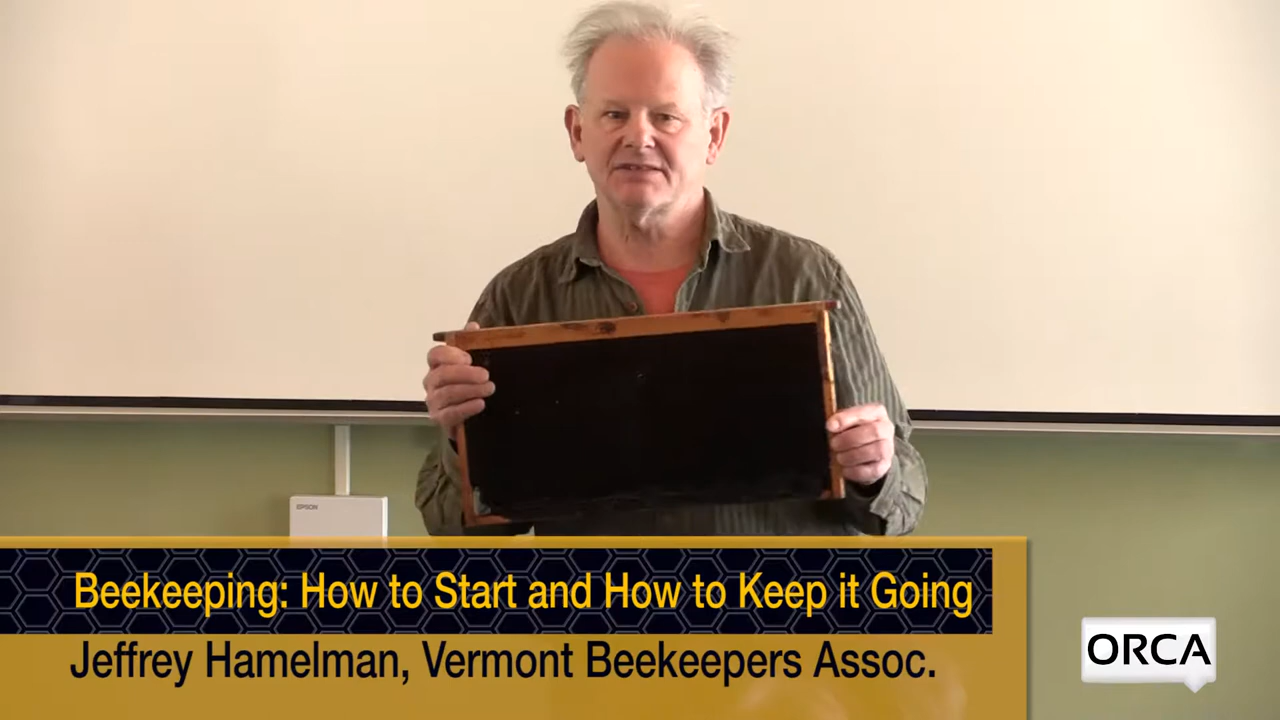 EPSON
Beekeeping: How to Start and How to Keep it Going
Jeffrey Hamelman, Vermont Beekeepers Assoc.
ORCA